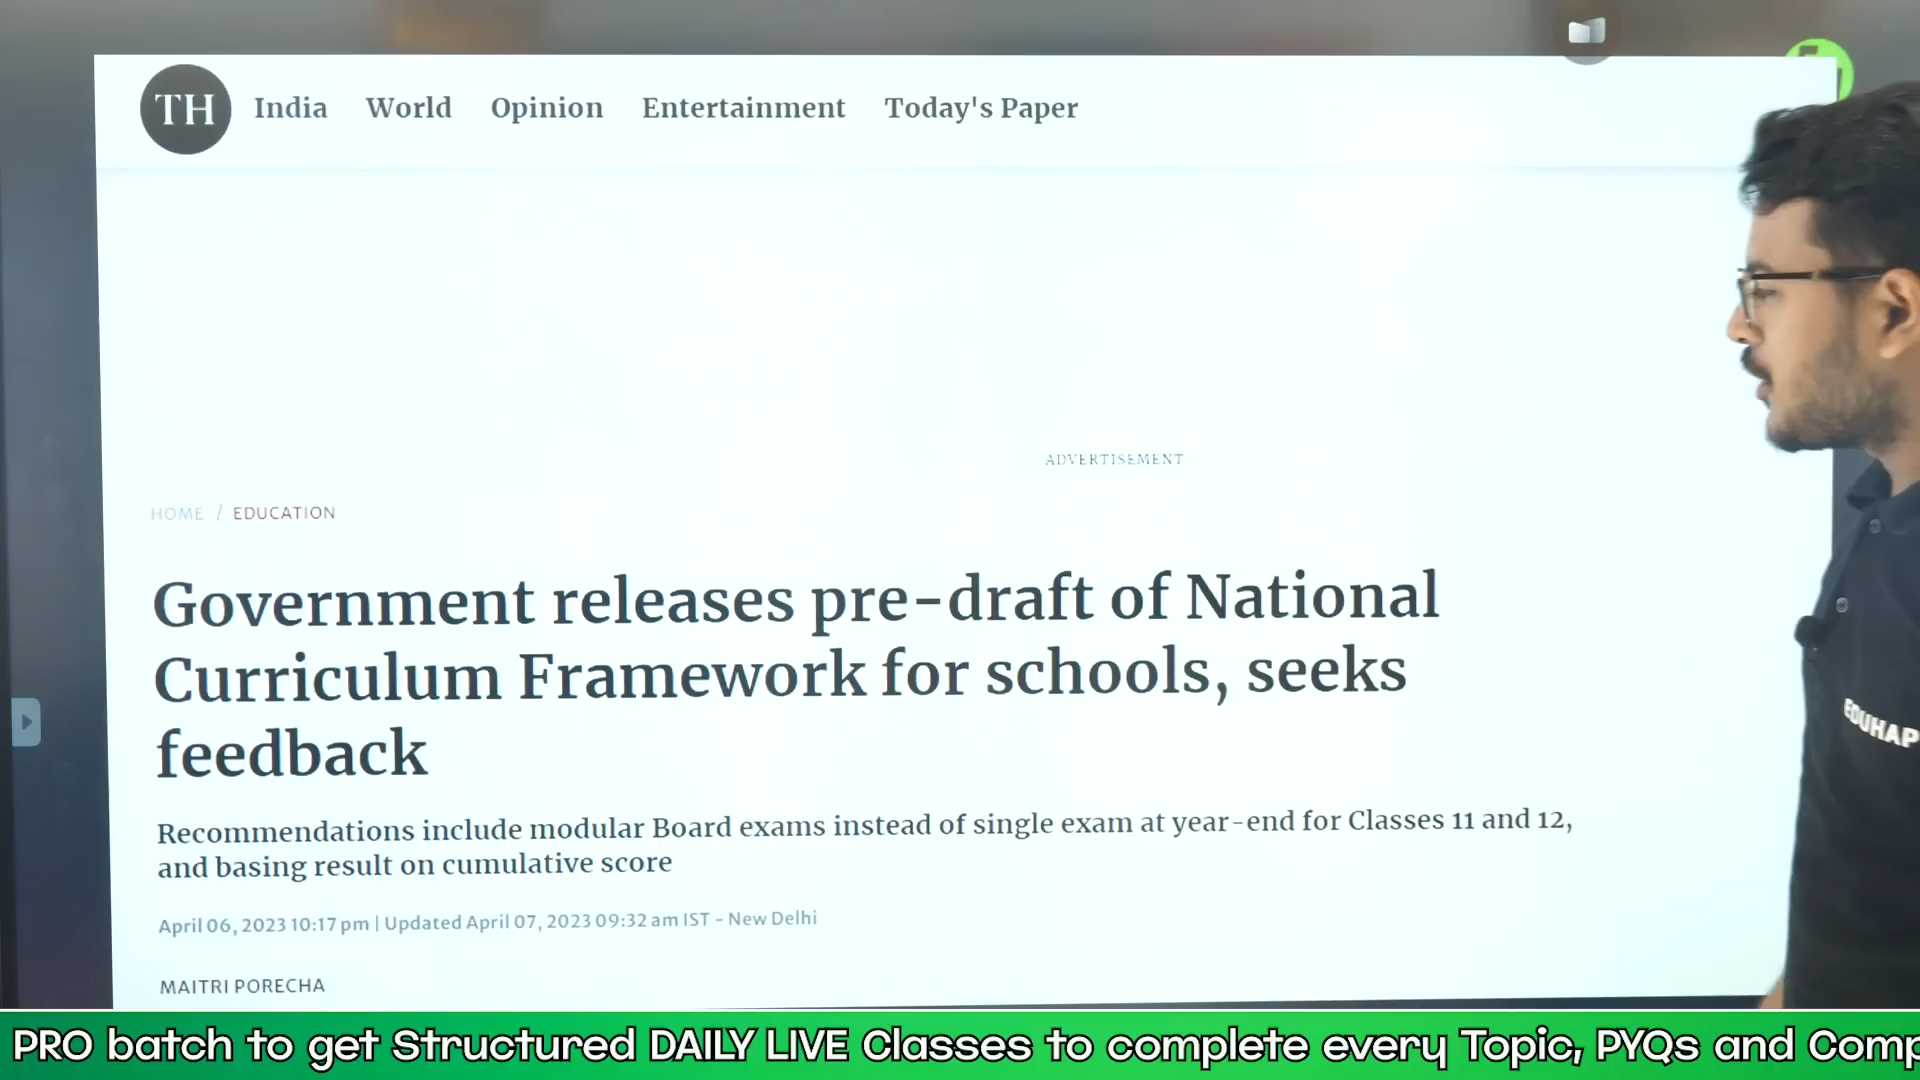 TH India World Opinion Entertainment Today's Paper
ADVERTISEMENT
HOME / EDUCATION
Government releases pre-draft of National
Curriculum Framework for schools, seeks
feedback
Recommendations include modular Board exams instead of single exam at year-end for Classes 11 and 12,
and basing result on cumulative score
April 06, 2023 10:17 pm | Updated April 07, 2023 09:32 am IST - New Delhi
MAITRI PORECHA
EDUHAP
PRO batch to get Structured DAILY LIVE Classes to complete every Topic, PYQs and Comp